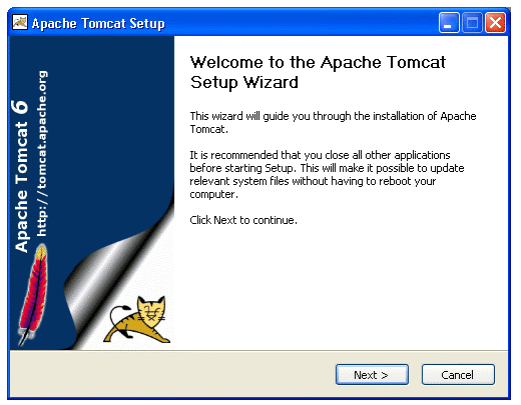 Apache Tomcat Setup
Apache Tomcat 6
http://tomcat.apache.org
Welcome to the Apache Tomcat
Setup Wizard
This wizard will guide you through the installation of Apache
Tomcat.
It is recommended that you close all other applications
before starting Setup. This will make it possible to update
relevant system files without having to reboot your
computer.
Click Next to continue.
Next >
Cancel